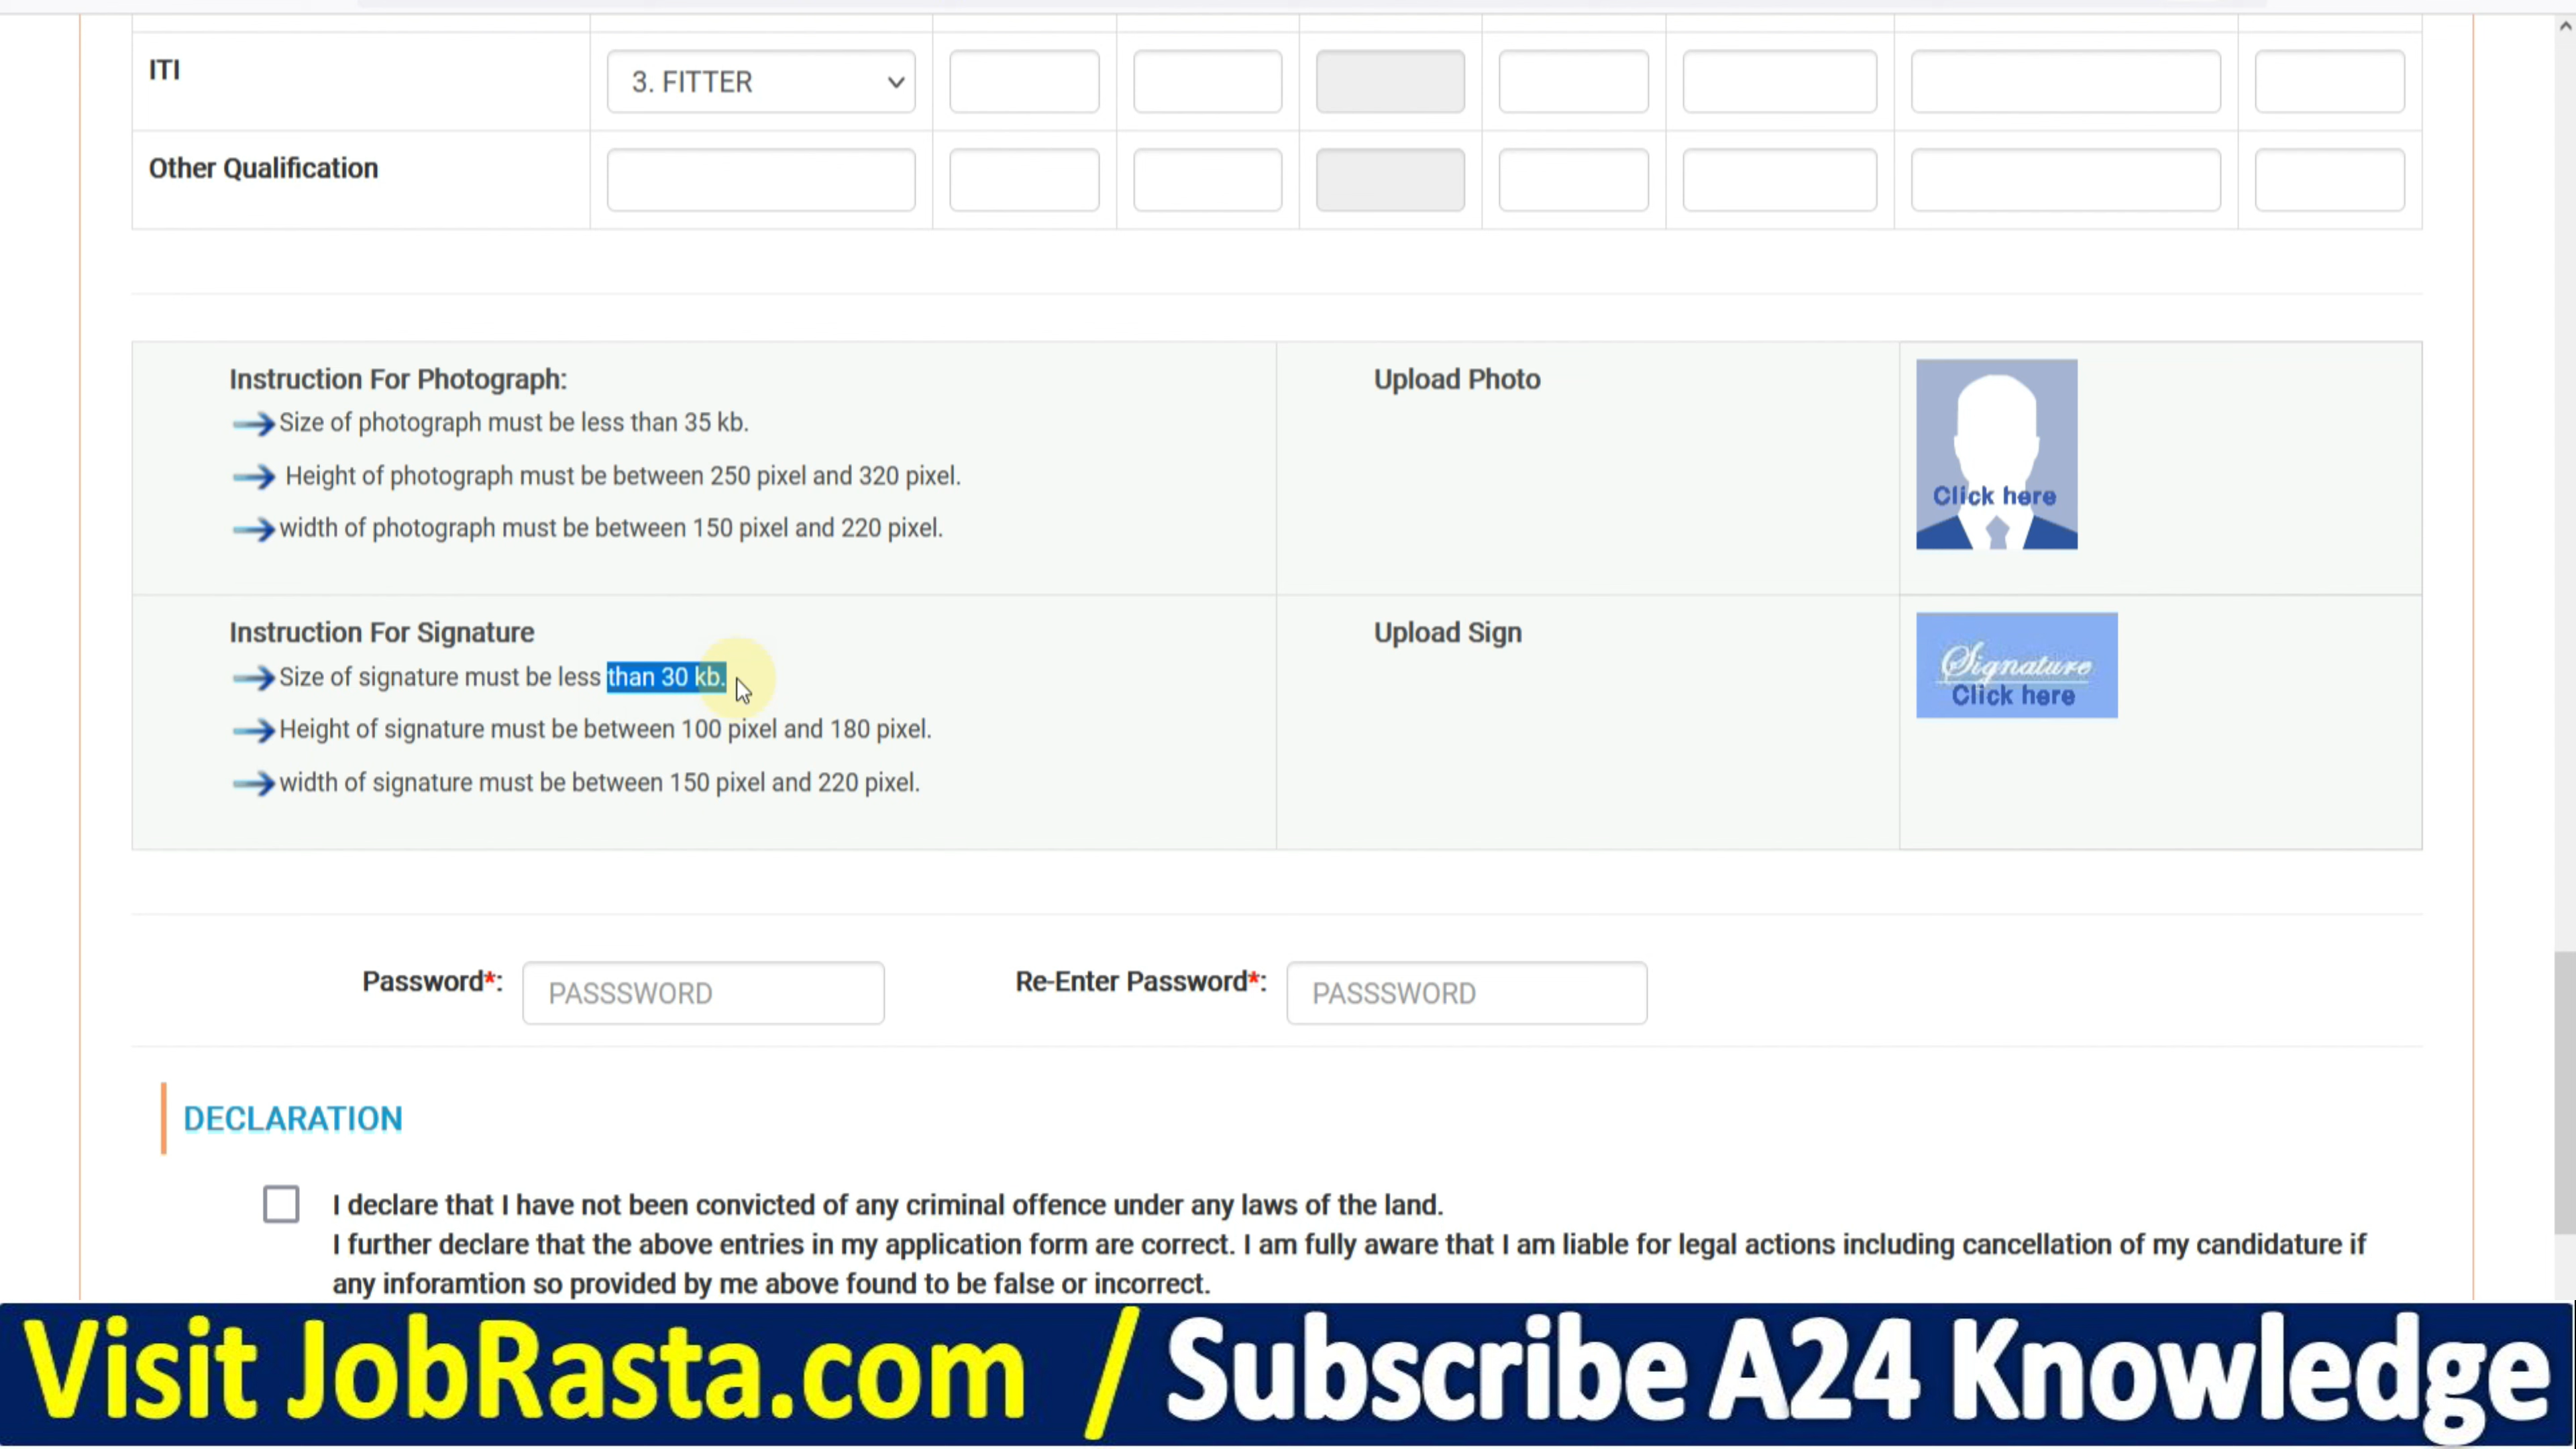 ITI
3. FITTER
Other Qualification
Instruction For Photograph:
Size of photograph must be less than 35 kb.
Height of photograph must be between 250 pixel and 320 pixel.
width of photograph must be between 150 pixel and 220 pixel.
Upload Photo
Click here
Instruction For Signature
Size of signature must be less than 30 kb.
Height of signature must be between 100 pixel and 180 pixel.
width of signature must be between 150 pixel and 220 pixel.
Upload Sign
Signature
Click here
Password*: PASSSWORD Re-Enter Password*: PASSSWORD
DECLARATION
I declare that I have not been convicted of any criminal offence under any laws of the land.
I further declare that the above entries in my application form are correct. I am fully aware that I am liable for legal actions including cancellation of my candidature if
any inforamtion so provided by me above found to be false or incorrect.
Visit JobRasta.com / Subscribe A24 Knowledge